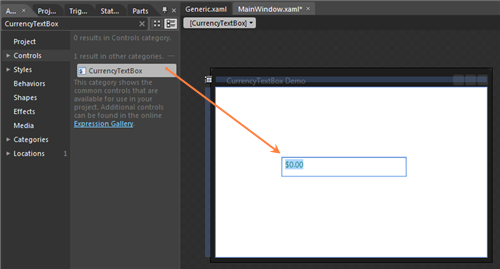 A...
Proj...
Trig...
Stat...
Parts
CurrencyTextBox
Project
Controls
Styles
Behaviors
Shapes
Effects
Media
Categories
Locations 1
0 results in Controls category.
1 result in other categories.
CurrencyTextBox
This category shows the
common controls that are
available for use in your
project. Additional controls
can be found in the online
Expression Gallery.
Generic.xaml
MainWindow.xaml*
[CurrencyTextBox]
CurrencyTextBox Demo
$0.00